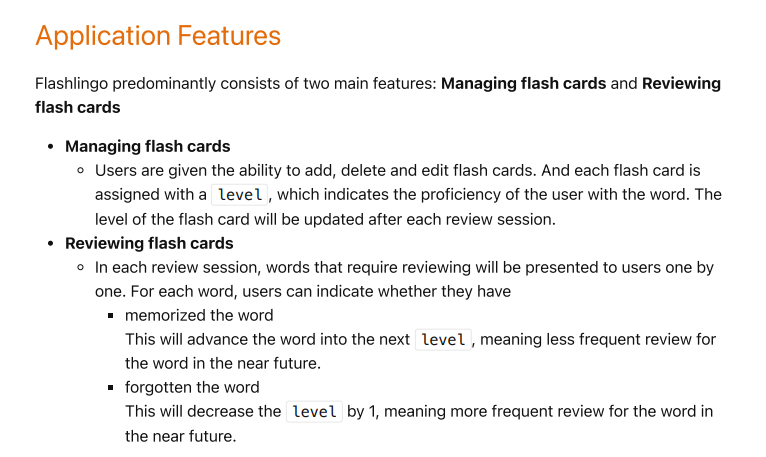 Application Features
Flashlingo predominantly consists of two main features: Managing flash cards and Reviewing
flash cards
Managing flash cards
Users are given the ability to add, delete and edit flash cards. And each flash card is
assigned with a level, which indicates the proficiency of the user with the word. The
level of the flash card will be updated after each review session.
Reviewing flash cards
In each review session, words that require reviewing will be presented to users one by
one. For each word, users can indicate whether they have
memorized the word
This will advance the word into the next level, meaning less frequent review for
the word in the near future.
forgotten the word
This will decrease the level by 1, meaning more frequent review for the word in
the near future.